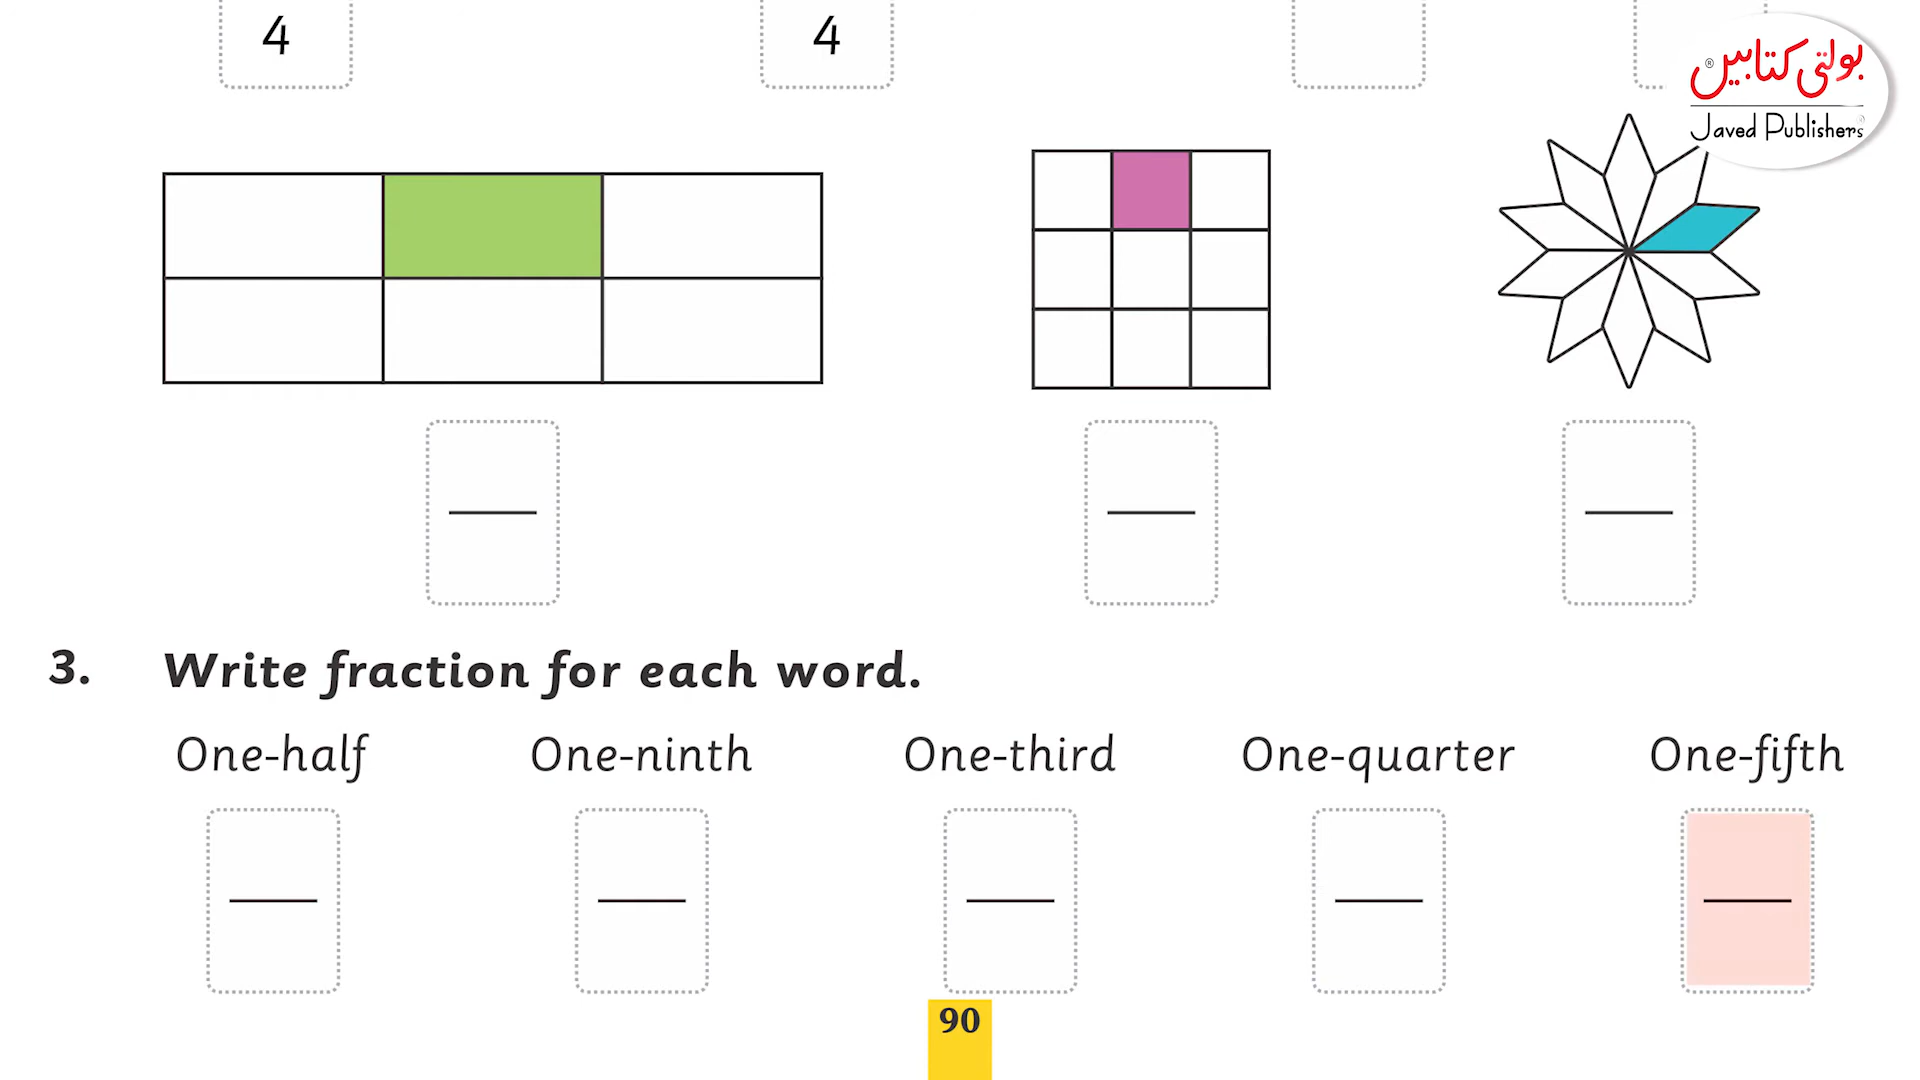 4 4
بولتی کتابیں ®
Javed Publishers®
3. Write fraction for each word.
One-half One-ninth One-third One-quarter One-fifth
90